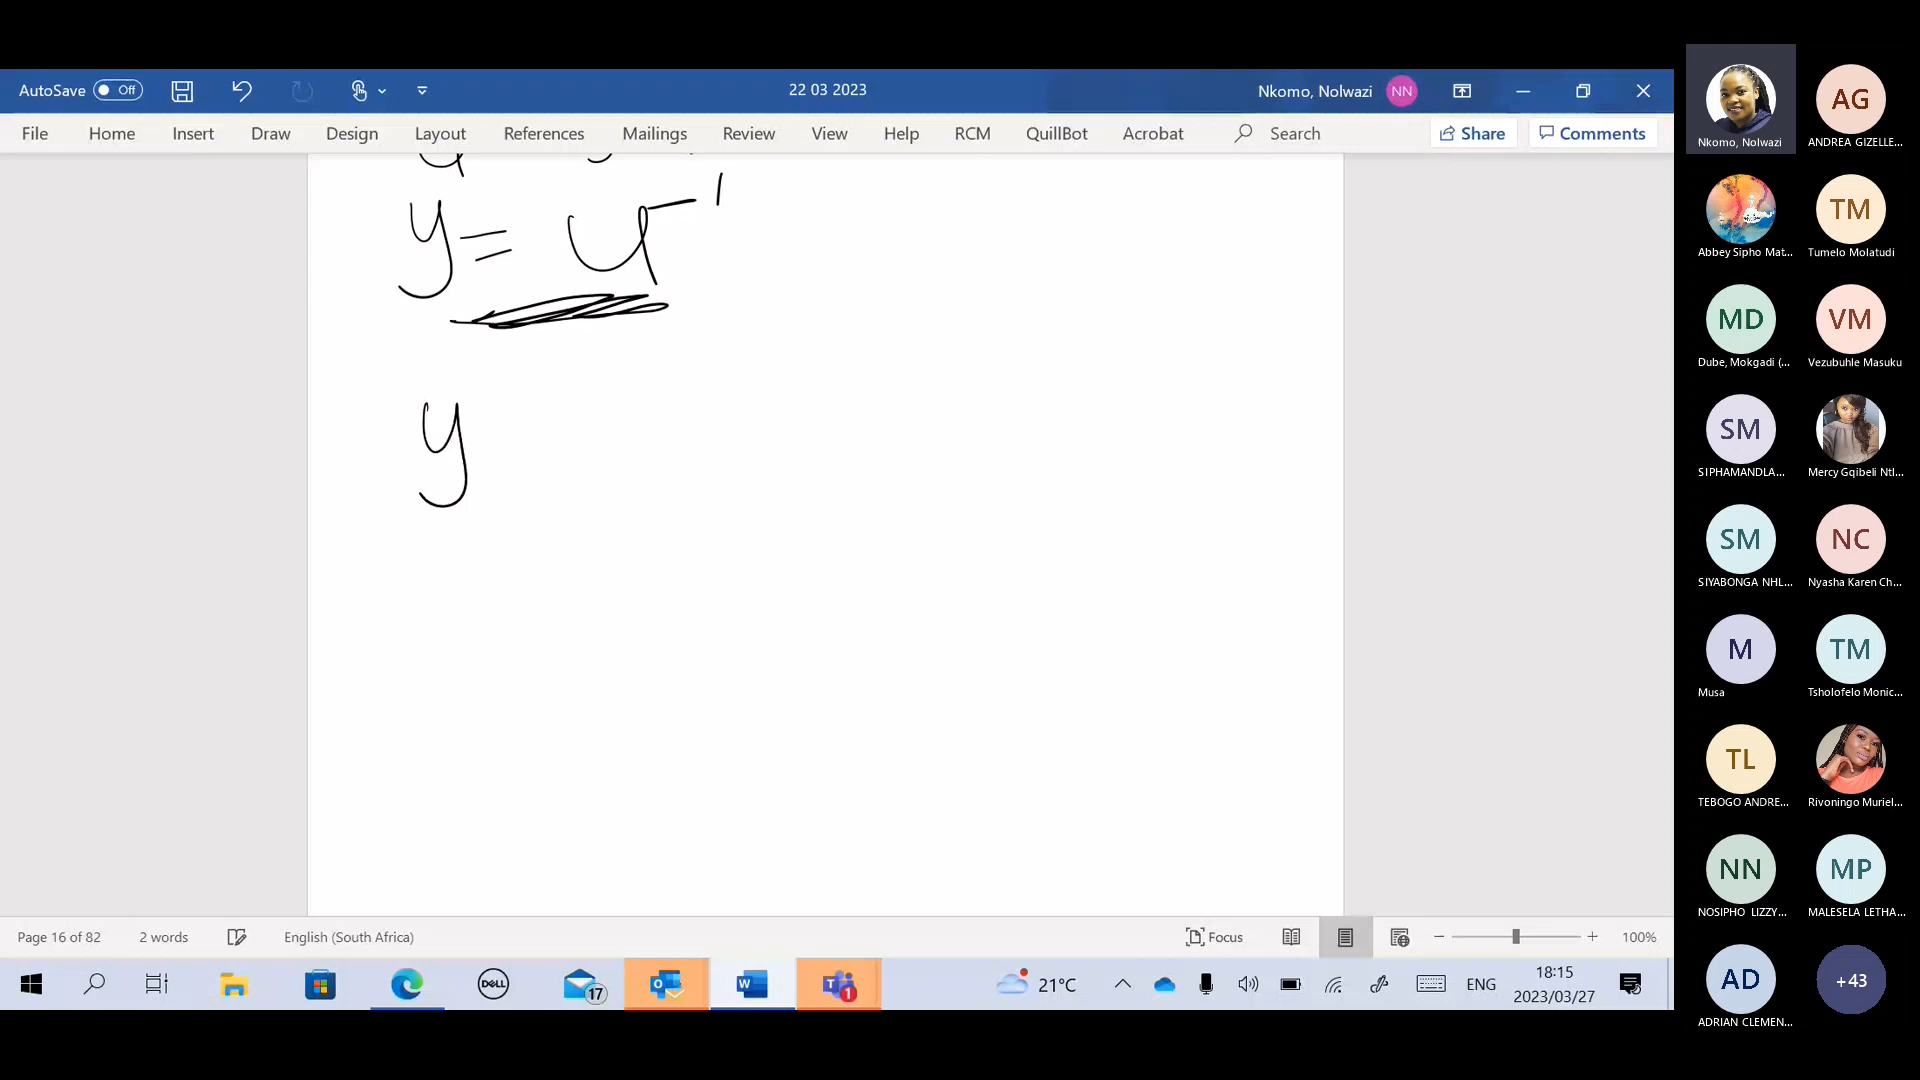 AutoSave Off 22 03 2023 Nkomo, Nolwazi NN
File Home Insert Draw Design Layout References Mailings Review View Help RCM QuillBot Acrobat Search Share Comments
y = u⁻¹
y
Page 16 of 82 2 words English (South Africa) Focus 100%
DELL 17 1 21°C ENG 18:15
2023/03/27
Nkomo, Nolwazi
AG
ANDREA GIZELLE...
Abbey Sipho Mat...
TM
Tumelo Molatudi
MD
Dube, Mokgadi (...
VM
Vezubuhle Masuku
SM
SIPHAMANDLA...
Mercy Gqibeli Ntl...
SM
SIYABONGA NHL...
NC
Nyasha Karen Ch...
M
Musa
TM
Tsholofelo Monic...
TL
TEBOGO ANDRE...
Rivoningo Muriel...
NN
NOSIPHO LIZZY...
MP
MALESELA LETHA...
AD
ADRIAN CLEMEN...
+43